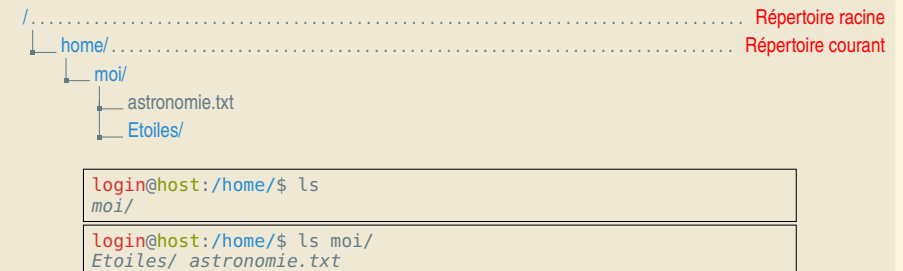 / Répertoire racine
home/ Répertoire courant
moi/
astronomie.txt
Etoiles/
login@host:/home/$ ls
moi/
login@host:/home/$ ls moi/
Etoiles/ astronomie.txt